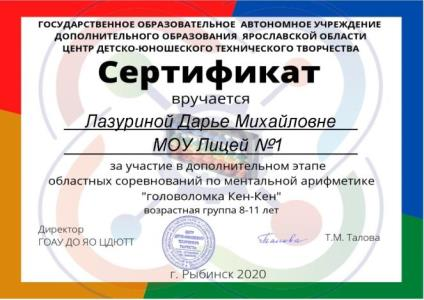 ГОСУДАРСТВЕННОЕ ОБРАЗОВАТЕЛЬНОЕ АВТОНОМНОЕ УЧРЕЖДЕНИЕ
ДОПОЛНИТЕЛЬНОГО ОБРАЗОВАНИЯ ЯРОСЛАВСКОЙ ОБЛАСТИ
ЦЕНТР ДЕТСКО-ЮНОШЕСКОГО ТЕХНИЧЕСКОГО ТВОРЧЕСТВА
Сертификат
вручается
Лазуриной Дарье Михайловне
МОУ Лицей №1
за участие в дополнительном этапе
областных соревнований по ментальной арифметике
"головоломка Кен-Кен"
возрастная группа 8-11 лет
Директор
ГОАУ ДО ЯО ЦДЮТТ
Т.М. Талова
г. Рыбинск 2020